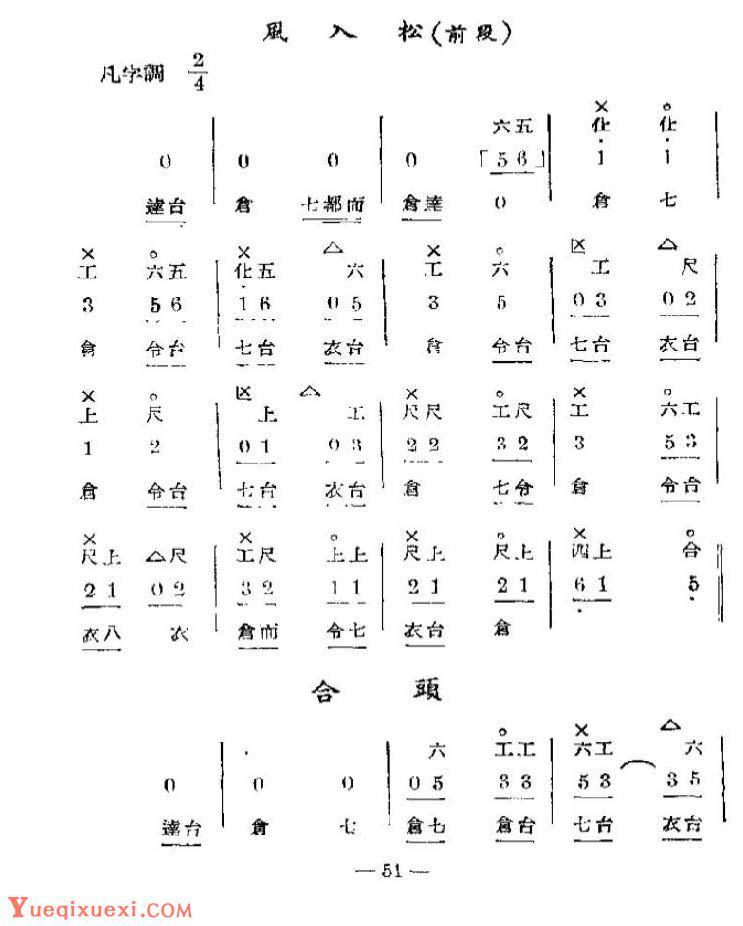 風 入 松(前段)
凡字調 2/4
× 。
六五 仩 仩
0 | 0 0 | 0 「5 6」 | 1 1 |
達台 倉 七都而 倉達 0 倉 七
× 。 × △ × 。 ⊠ △
工 六五 仩五 六 工 六 工 尺
3 5 6 | 1 6 0 5 | 3 5 | 0 3 0 2
倉 令台 七台 衣台 倉 令台 七台 衣台
× 。 ⊠ △ × 。 × 。
上 尺 上 工 尺尺 工尺 工 六工
1 2 | 0 1 0 3 | 2 2 3 2 | 3 5 3
倉 令台 七台 衣台 倉 七令 倉 令台
× × 。 × 。 × 。
尺上 △尺 工尺 上上 尺上 尺上 四上 合
2 1 0 2 | 3 2 1 1 | 2 1 2 1 | 6 1 5 ‖
衣八 衣 倉而 令七 衣台 倉
合 頭
。 × △
六 工工 六工 六
0 | 0 0 | 0 5 3 3 | 5 3 3 5 |
達台 倉 七 倉七 倉台 七台 衣台
— 51 —
Yueqixuexi.COM